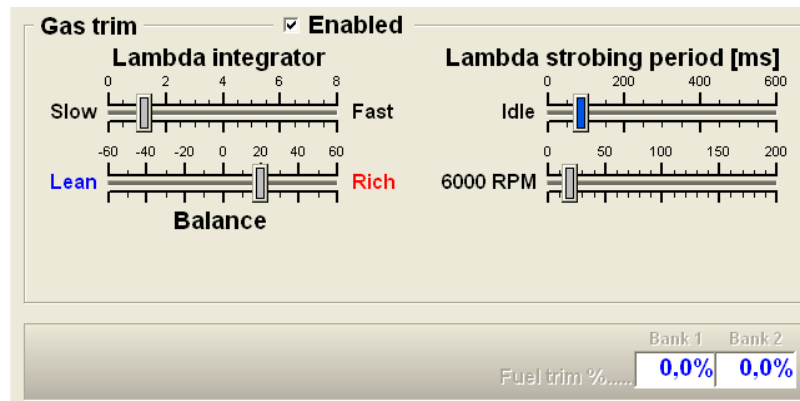 Gas trim Enabled
Lambda integrator
0 2 4 6 8
Slow Fast
-60 -40 -20 0 20 40 60
Lean Rich
Balance
Lambda strobing period [ms]
0 200 400 600
Idle
0 50 100 150 200
6000 RPM
Bank 1 Bank 2
Fuel trim %..... 0,0% 0,0%